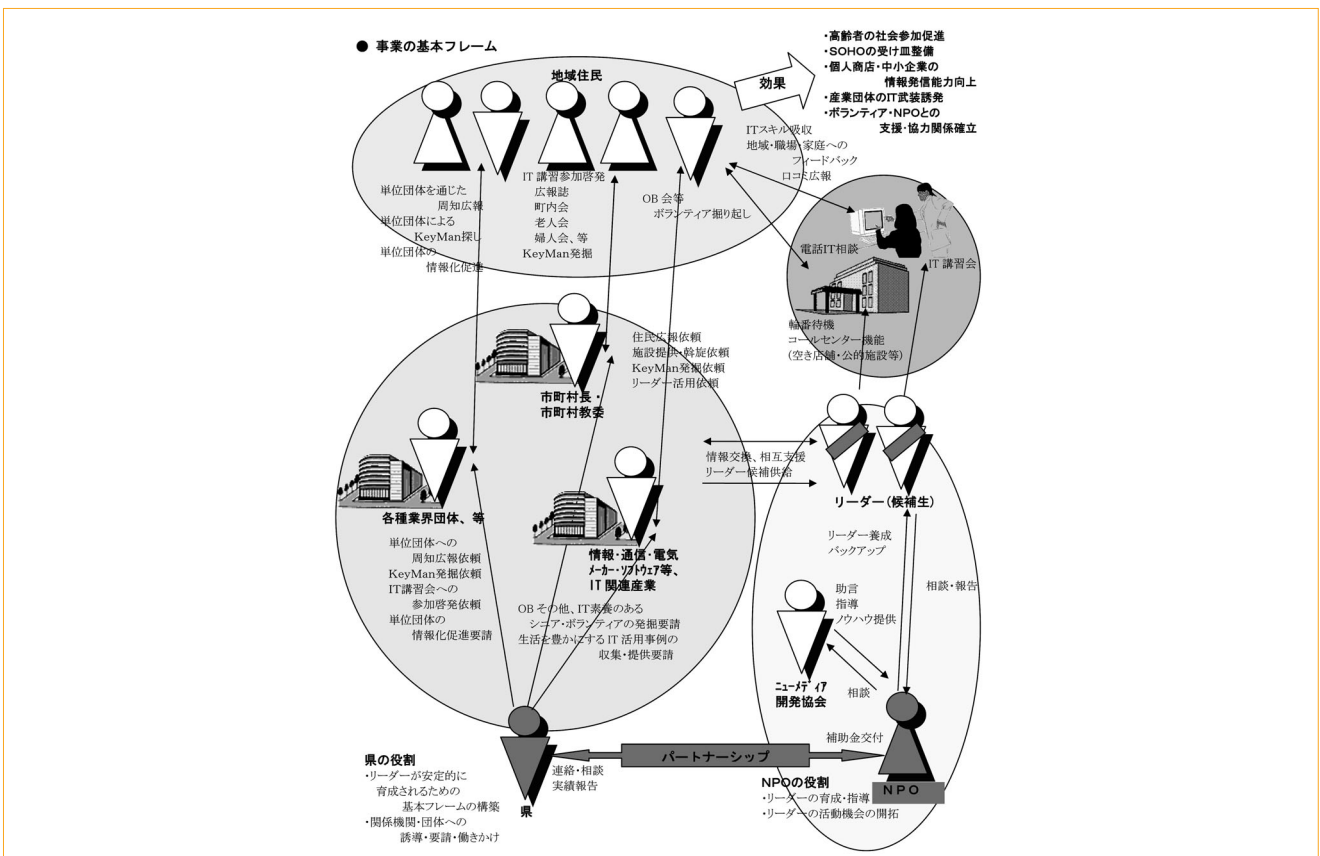 ● 事業の基本フレーム
・高齢者の社会参加促進
・SOHOの受け皿整備
・個人商店・中小企業の
情報発信能力向上
・産業団体のIT武装誘発
・ボランティア・NPOとの
支援・協力関係確立
効果
地域住民
ITスキル吸収
地域・職場・家庭への
フィードバック
口コミ広報
単位団体を通じた
周知広報
単位団体による
KeyMan探し
単位団体の
情報化促進
IT講習参加啓発
広報誌
町内会
老人会
婦人会、等
KeyMan発掘
OB会等
ボランティア掘り起し
電話IT相談
IT講習会
輪番待機
コールセンター機能
(空き店舗・公的施設等)
住民広報依頼
施設提供・斡旋依頼
KeyMan発掘依頼
リーダー活用依頼
市町村長・
市町村教委
情報交換、相互支援
リーダー候補供給
リーダー(候補生)
各種業界団体、等
単位団体への
周知広報依頼
KeyMan発掘依頼
IT講習会への
参加啓発依頼
単位団体の
情報化促進要請
情報・通信・電気
メーカー・ソフトウェア等、
IT関連産業
OBその他、IT素養のある
シニア・ボランティアの発掘要請
生活を豊かにするIT活用事例の
収集・提供要請
リーダー養成
バックアップ
相談・報告
助言
指導
ノウハウ提供
ニューメディア
開発協会
相談
補助金交付
パートナーシップ
連絡・相談
実績報告
県
県の役割
・リーダーが安定的に
育成されるための
基本フレームの構築
・関係機関・団体への
誘導・要請・働きかけ
NPO
NPOの役割
・リーダーの育成・指導
・リーダーの活動機会の開拓